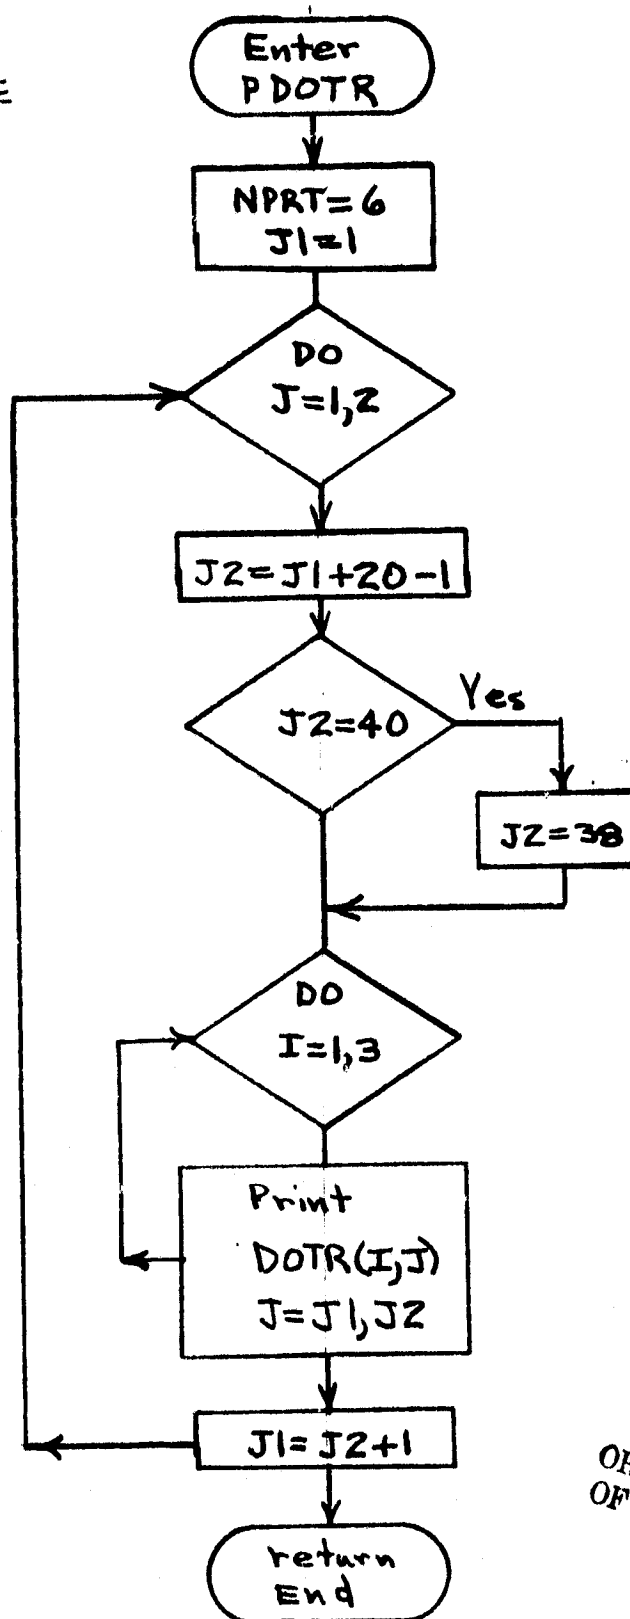 Enter
PDOTR
NPRT=6
J1=1
DO
J=1,2
J2=J1+20-1
J2=40
Yes
J2=38
DO
I=1,3
Print
DOTR(I,J)
J=J1,J2
J1=J2+1
return
End
OF